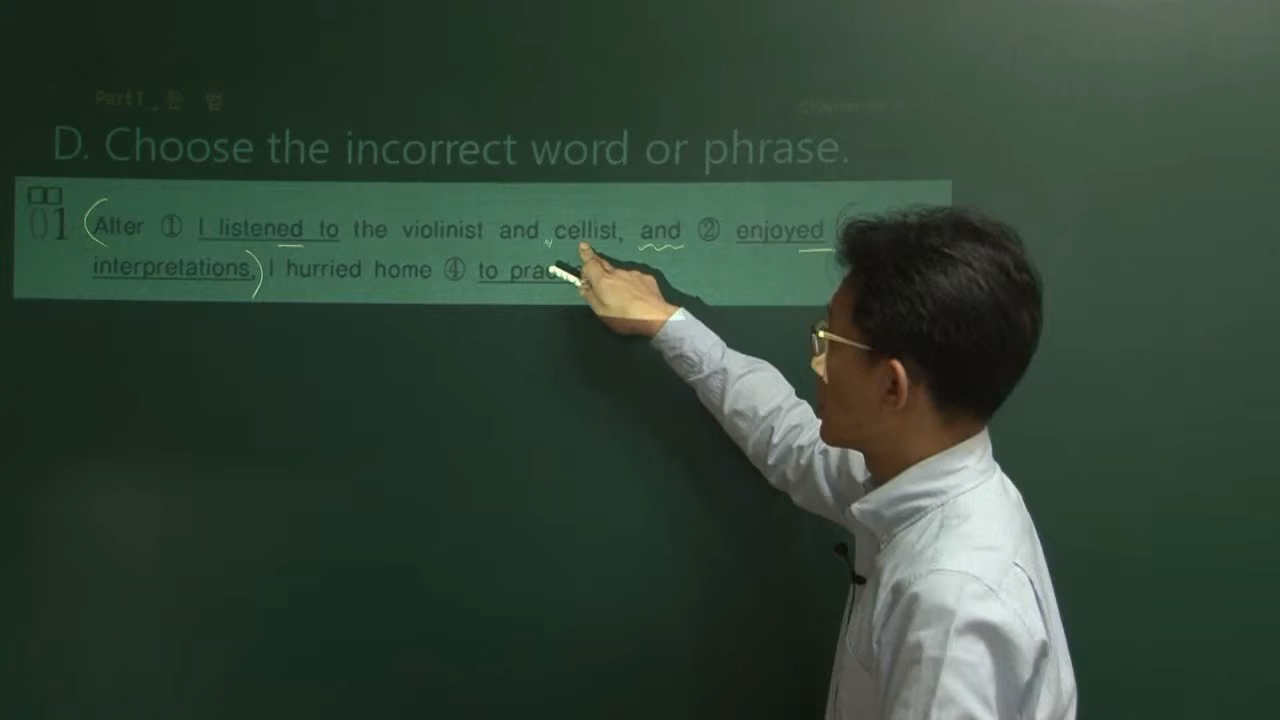 Part I
D. Choose the incorrect word or phrase.
01 After ① I listened to the violinist and cellist, and ② enjoyed
interpretations, I hurried home ④ to